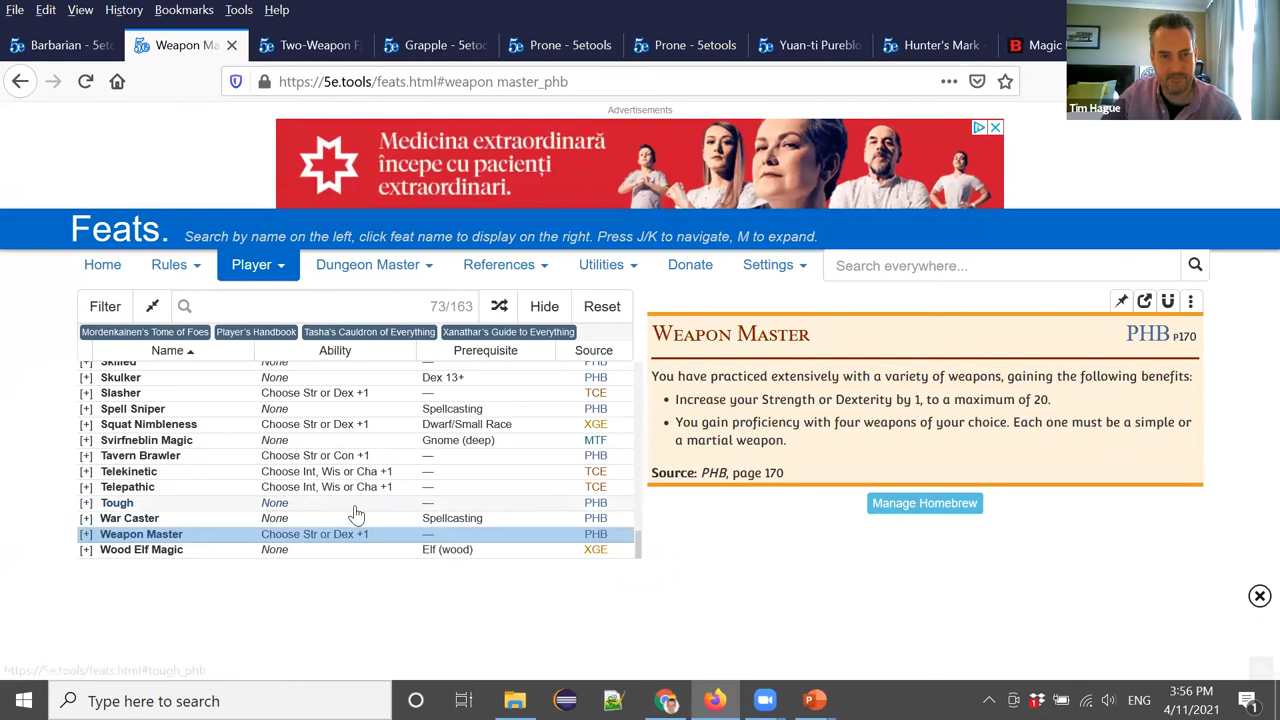 File Edit View History Bookmarks Tools Help
Barbarian - 5et
Weapon Ma
Two-Weapon F
Grapple - 5eto
Prone - 5etools
Prone - 5etools
Yuan-ti Pureblo
Hunter's Mark -
Magic
https://5e.tools/feats.html#weapon master_phb
Tim Hague
Advertisements
Medicina extraordinară
începe cu pacienți
extraordinari.
Feats. Search by name on the left, click feat name to display on the right. Press J/K to navigate, M to expand.
Home Rules Player Dungeon Master References Utilities Donate Settings Search everywhere...
Filter 73/163 Hide Reset
Mordenkainen's Tome of Foes Player's Handbook Tasha's Cauldron of Everything Xanathar's Guide to Everything
Name Ability Prerequisite Source
[+] Skilled None — PHB
[+] Skulker None Dex 13+ PHB
[+] Slasher Choose Str or Dex +1 — TCE
[+] Spell Sniper None Spellcasting PHB
[+] Squat Nimbleness Choose Str or Dex +1 Dwarf/Small Race XGE
[+] Svirfneblin Magic None Gnome (deep) MTF
[+] Tavern Brawler Choose Str or Con +1 — PHB
[+] Telekinetic Choose Int, Wis or Cha +1 — TCE
[+] Telepathic Choose Int, Wis or Cha +1 — TCE
[+] Tough None — PHB
[+] War Caster None Spellcasting PHB
[+] Weapon Master Choose Str or Dex +1 — PHB
[+] Wood Elf Magic None Elf (wood) XGE
Weapon Master PHB P170
You have practiced extensively with a variety of weapons, gaining the following benefits:
• Increase your Strength or Dexterity by 1, to a maximum of 20.
• You gain proficiency with four weapons of your choice. Each one must be a simple or
a martial weapon.
Source: PHB, page 170
Manage Homebrew
https://5e.tools/feats.html#tough_phb
Type here to search
ENG
3:56 PM
4/11/2021
1